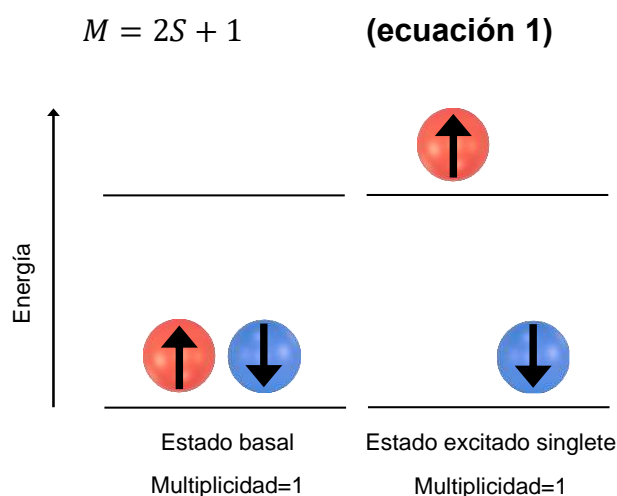 M = 2S + 1 (ecuación 1)
Energía
Estado basal
Multiplicidad=1
Estado excitado singlete
Multiplicidad=1